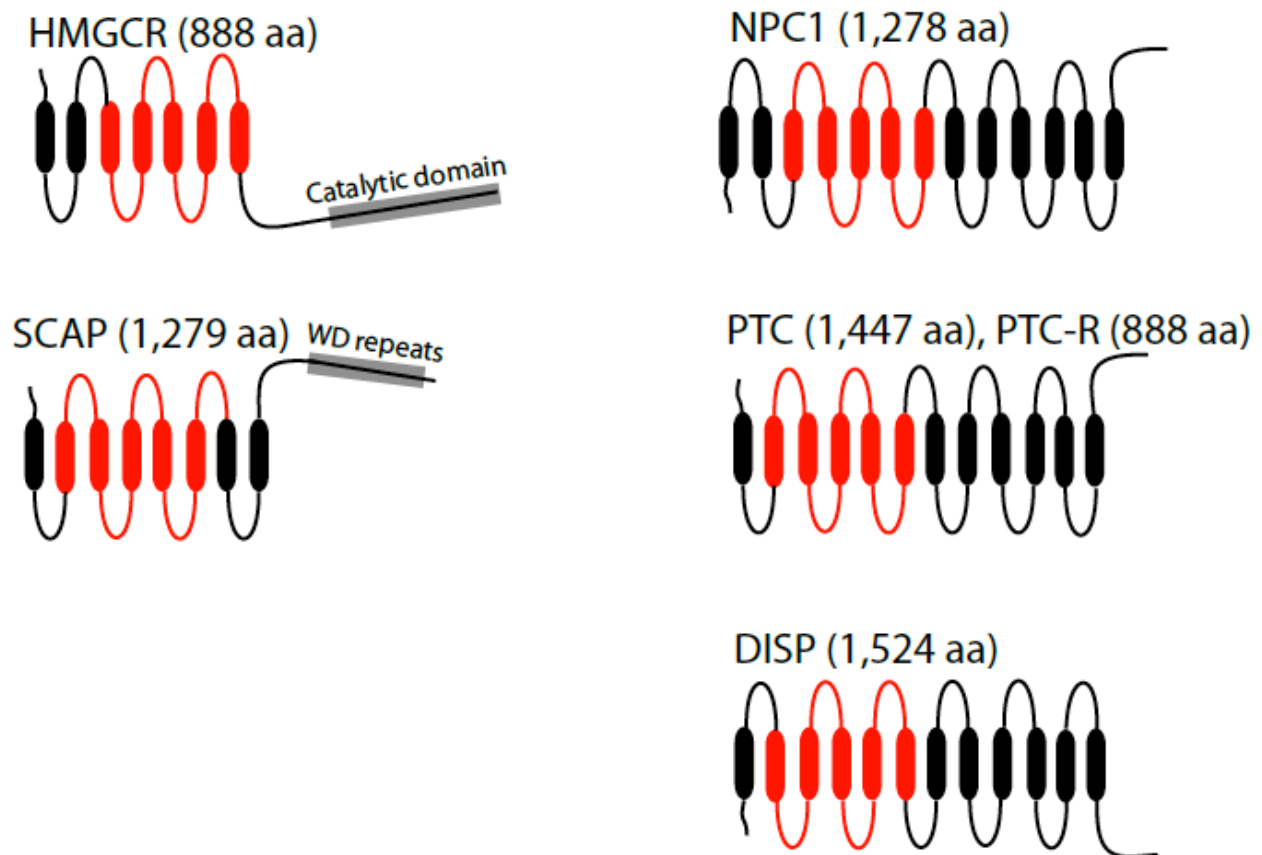 HMGCR (888 aa)
Catalytic domain
NPC1 (1,278 aa)
SCAP (1,279 aa)
WD repeats
PTC (1,447 aa), PTC-R (888 aa)
DISP (1,524 aa)